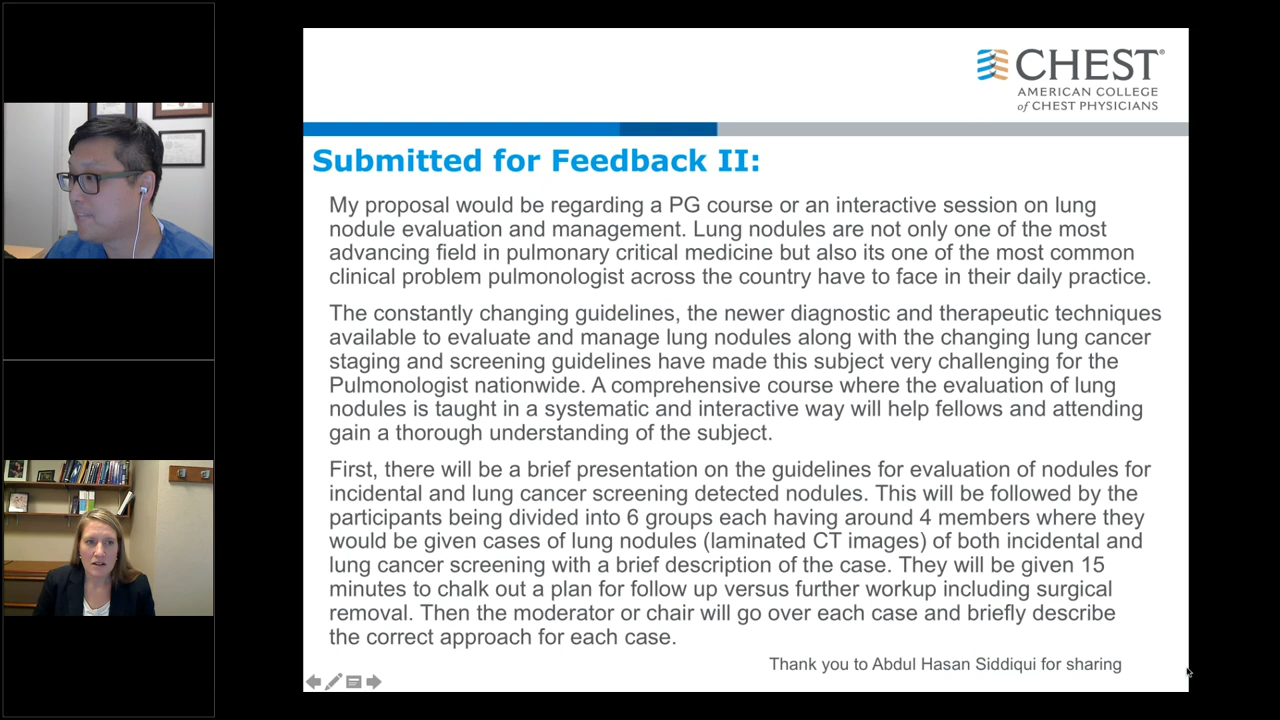 CHEST®
AMERICAN COLLEGE
of CHEST PHYSICIANS
Submitted for Feedback II:
My proposal would be regarding a PG course or an interactive session on lung
nodule evaluation and management. Lung nodules are not only one of the most
advancing field in pulmonary critical medicine but also its one of the most common
clinical problem pulmonologist across the country have to face in their daily practice.
The constantly changing guidelines, the newer diagnostic and therapeutic techniques
available to evaluate and manage lung nodules along with the changing lung cancer
staging and screening guidelines have made this subject very challenging for the
Pulmonologist nationwide. A comprehensive course where the evaluation of lung
nodules is taught in a systematic and interactive way will help fellows and attending
gain a thorough understanding of the subject.
First, there will be a brief presentation on the guidelines for evaluation of nodules for
incidental and lung cancer screening detected nodules. This will be followed by the
participants being divided into 6 groups each having around 4 members where they
would be given cases of lung nodules (laminated CT images) of both incidental and
lung cancer screening with a brief description of the case. They will be given 15
minutes to chalk out a plan for follow up versus further workup including surgical
removal. Then the moderator or chair will go over each case and briefly describe
the correct approach for each case.
Thank you to Abdul Hasan Siddiqui for sharing